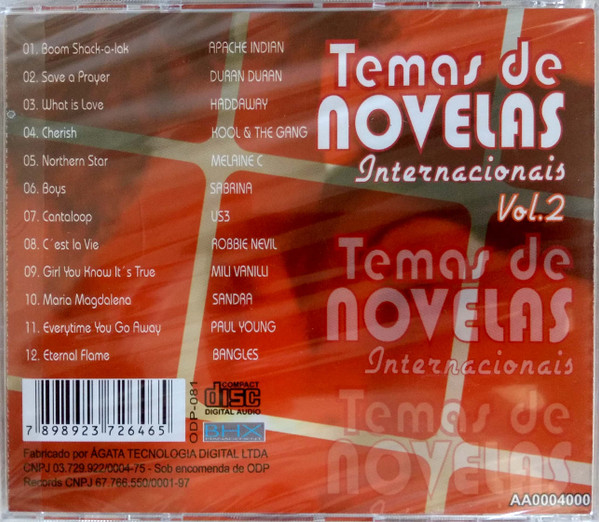 01. Boom Shack-a-lak APACHE INDIAN
02. Save a Prayer DURAN DURAN
03. What is Love HADDAWAY
04. Cherish KOOL & THE GANG
05. Northern Star MELAINE C
06. Boys SABRINA
07. Cantaloop US3
08. C´est la Vie ROBBIE NEVIL
09. Girl You Know It´s True MILI VANILLI
10. Maria Magdalena SANDRA
11. Everytime You Go Away PAUL YOUNG
12. Eternal Flame BANGLES
Temas de
NOVELAS
Internacionais
Vol.2
Temas de
NOVELAS
Internacionais
Temas de
NOVELAS
7 898923 726465
ODP-081
COMPACT
disc
DIGITAL AUDIO
BHX
Fabricado por ÁGATA TECNOLOGIA DIGITAL LTDA
CNPJ 03.729.922/0004-75 - Sob encomenda de ODP
Records CNPJ 67 766.550/0001-97
AA0004000